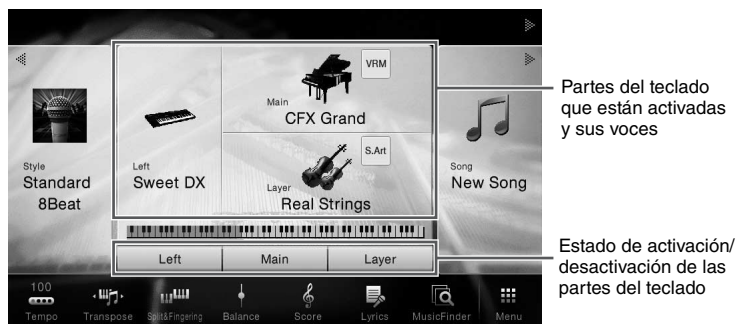 VRM
Main
CFX Grand
Style
Standard
8Beat
Left
Sweet DX
S.Art
Layer
Real Strings
Song
New Song
Left
Main
Layer
100
Tempo
Transpose
Split&Fingering
Balance
Score
Lyrics
MusicFinder
Menu
Partes del teclado
que están activadas
y sus voces
Estado de activación/
desactivación de las
partes del teclado